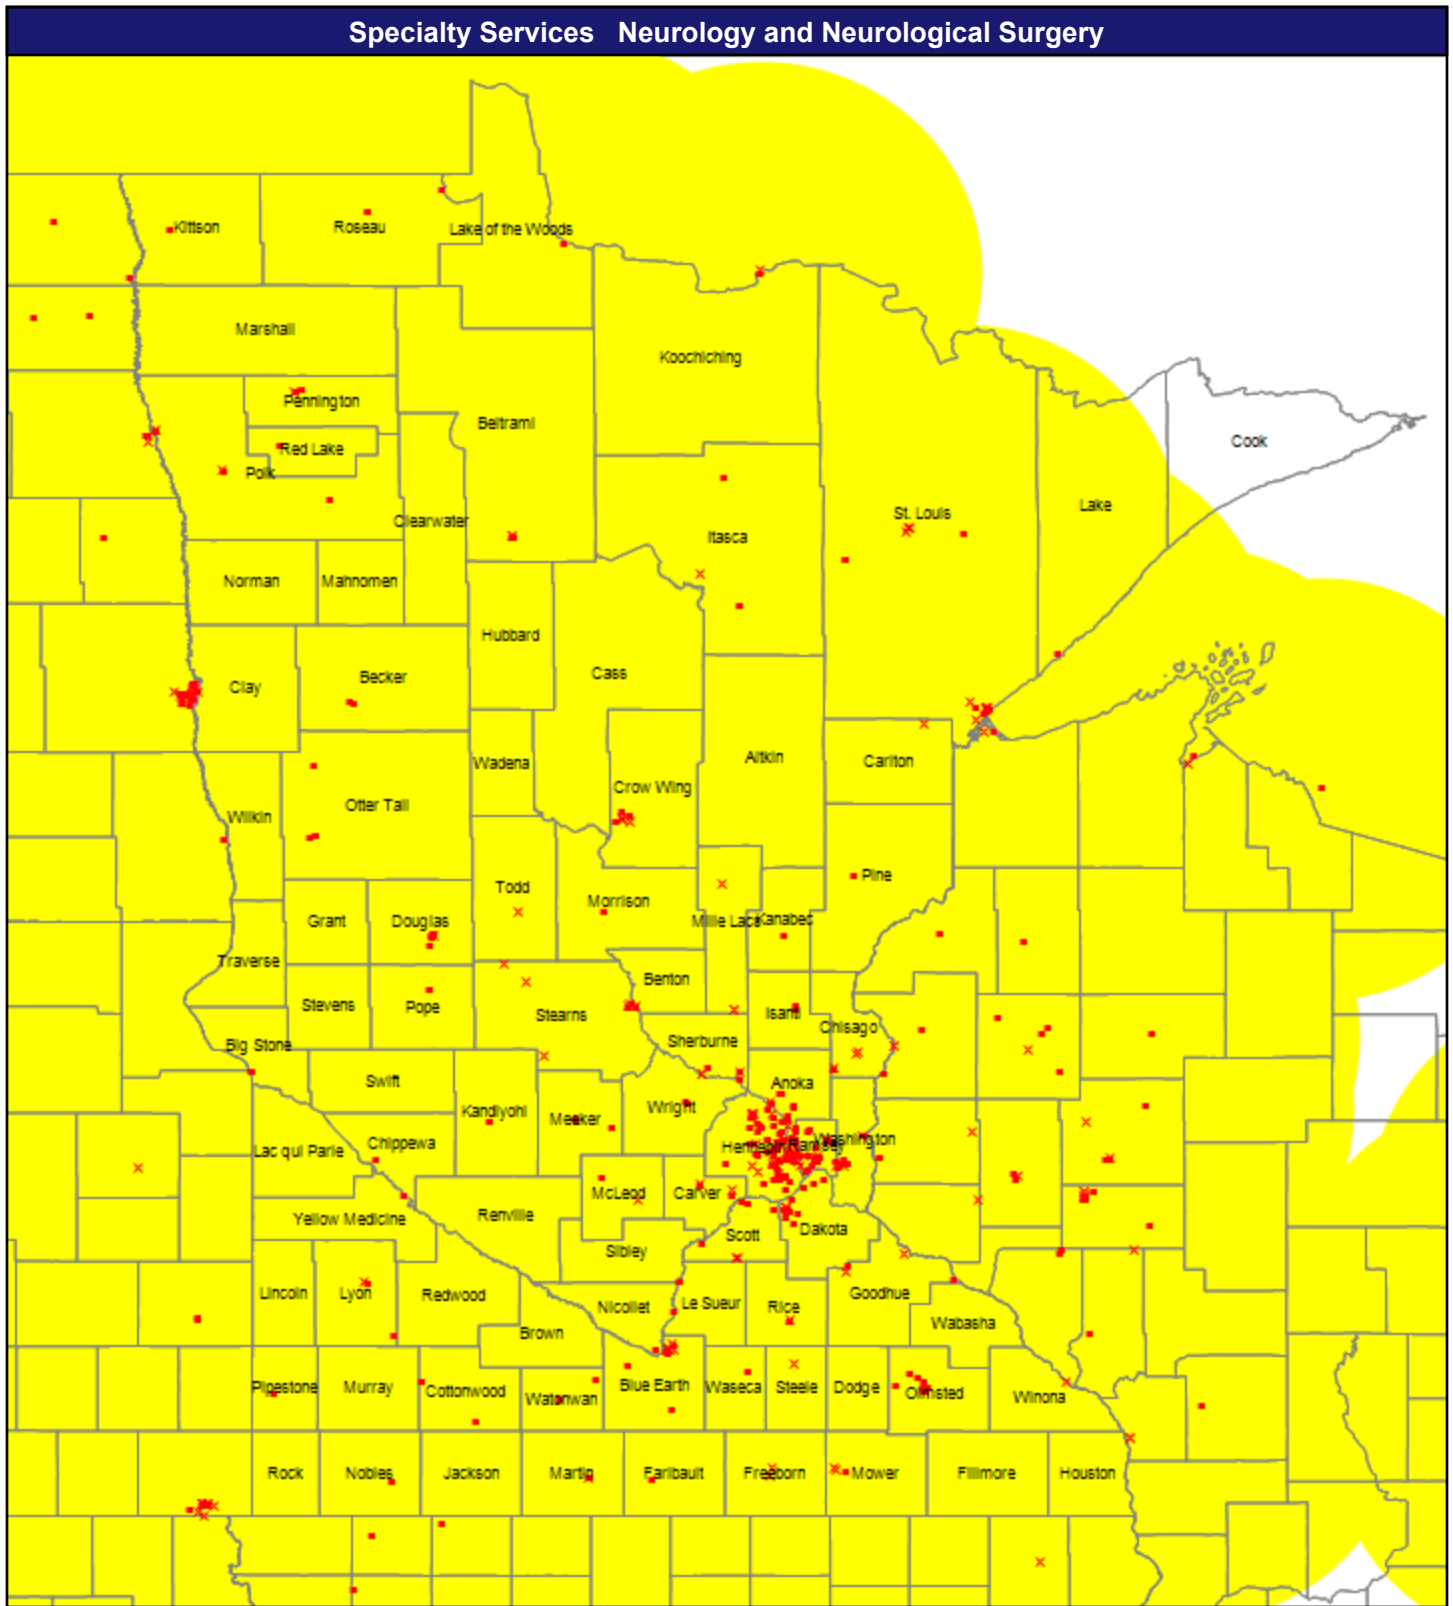 Specialty Services Neurology and Neurological Surgery
Kittson
Roseau
Lake of the Woods
Marshall
Koochiching
Pennington
Beltrami
Cook
Red Lake
Polk
Lake
St. Louis
Clearwater
Itasca
Norman
Mahnomen
Hubbard
Cass
Becker
Clay
Aitkin
Carlton
Wadena
Crow Wing
Otter Tail
Wilkin
Pine
Todd
Morrison
Grant
Douglas
Mille Lacs
Kanabec
Traverse
Benton
Stevens
Pope
Stearns
Isanti
Chisago
Big Stone
Sherburne
Swift
Anoka
Kandiyohi
Meeker
Wright
Lac qui Parle
Chippewa
Hennepin
Ramsey
Washington
McLeod
Carver
Yellow Medicine
Renville
Scott
Dakota
Sibley
Lincoln
Lyon
Redwood
Nicollet
Le Sueur
Rice
Goodhue
Brown
Wabasha
Pipestone
Murray
Cottonwood
Watonwan
Blue Earth
Waseca
Steele
Dodge
Olmsted
Winona
Rock
Nobles
Jackson
Martin
Faribault
Freeborn
Mower
Fillmore
Houston